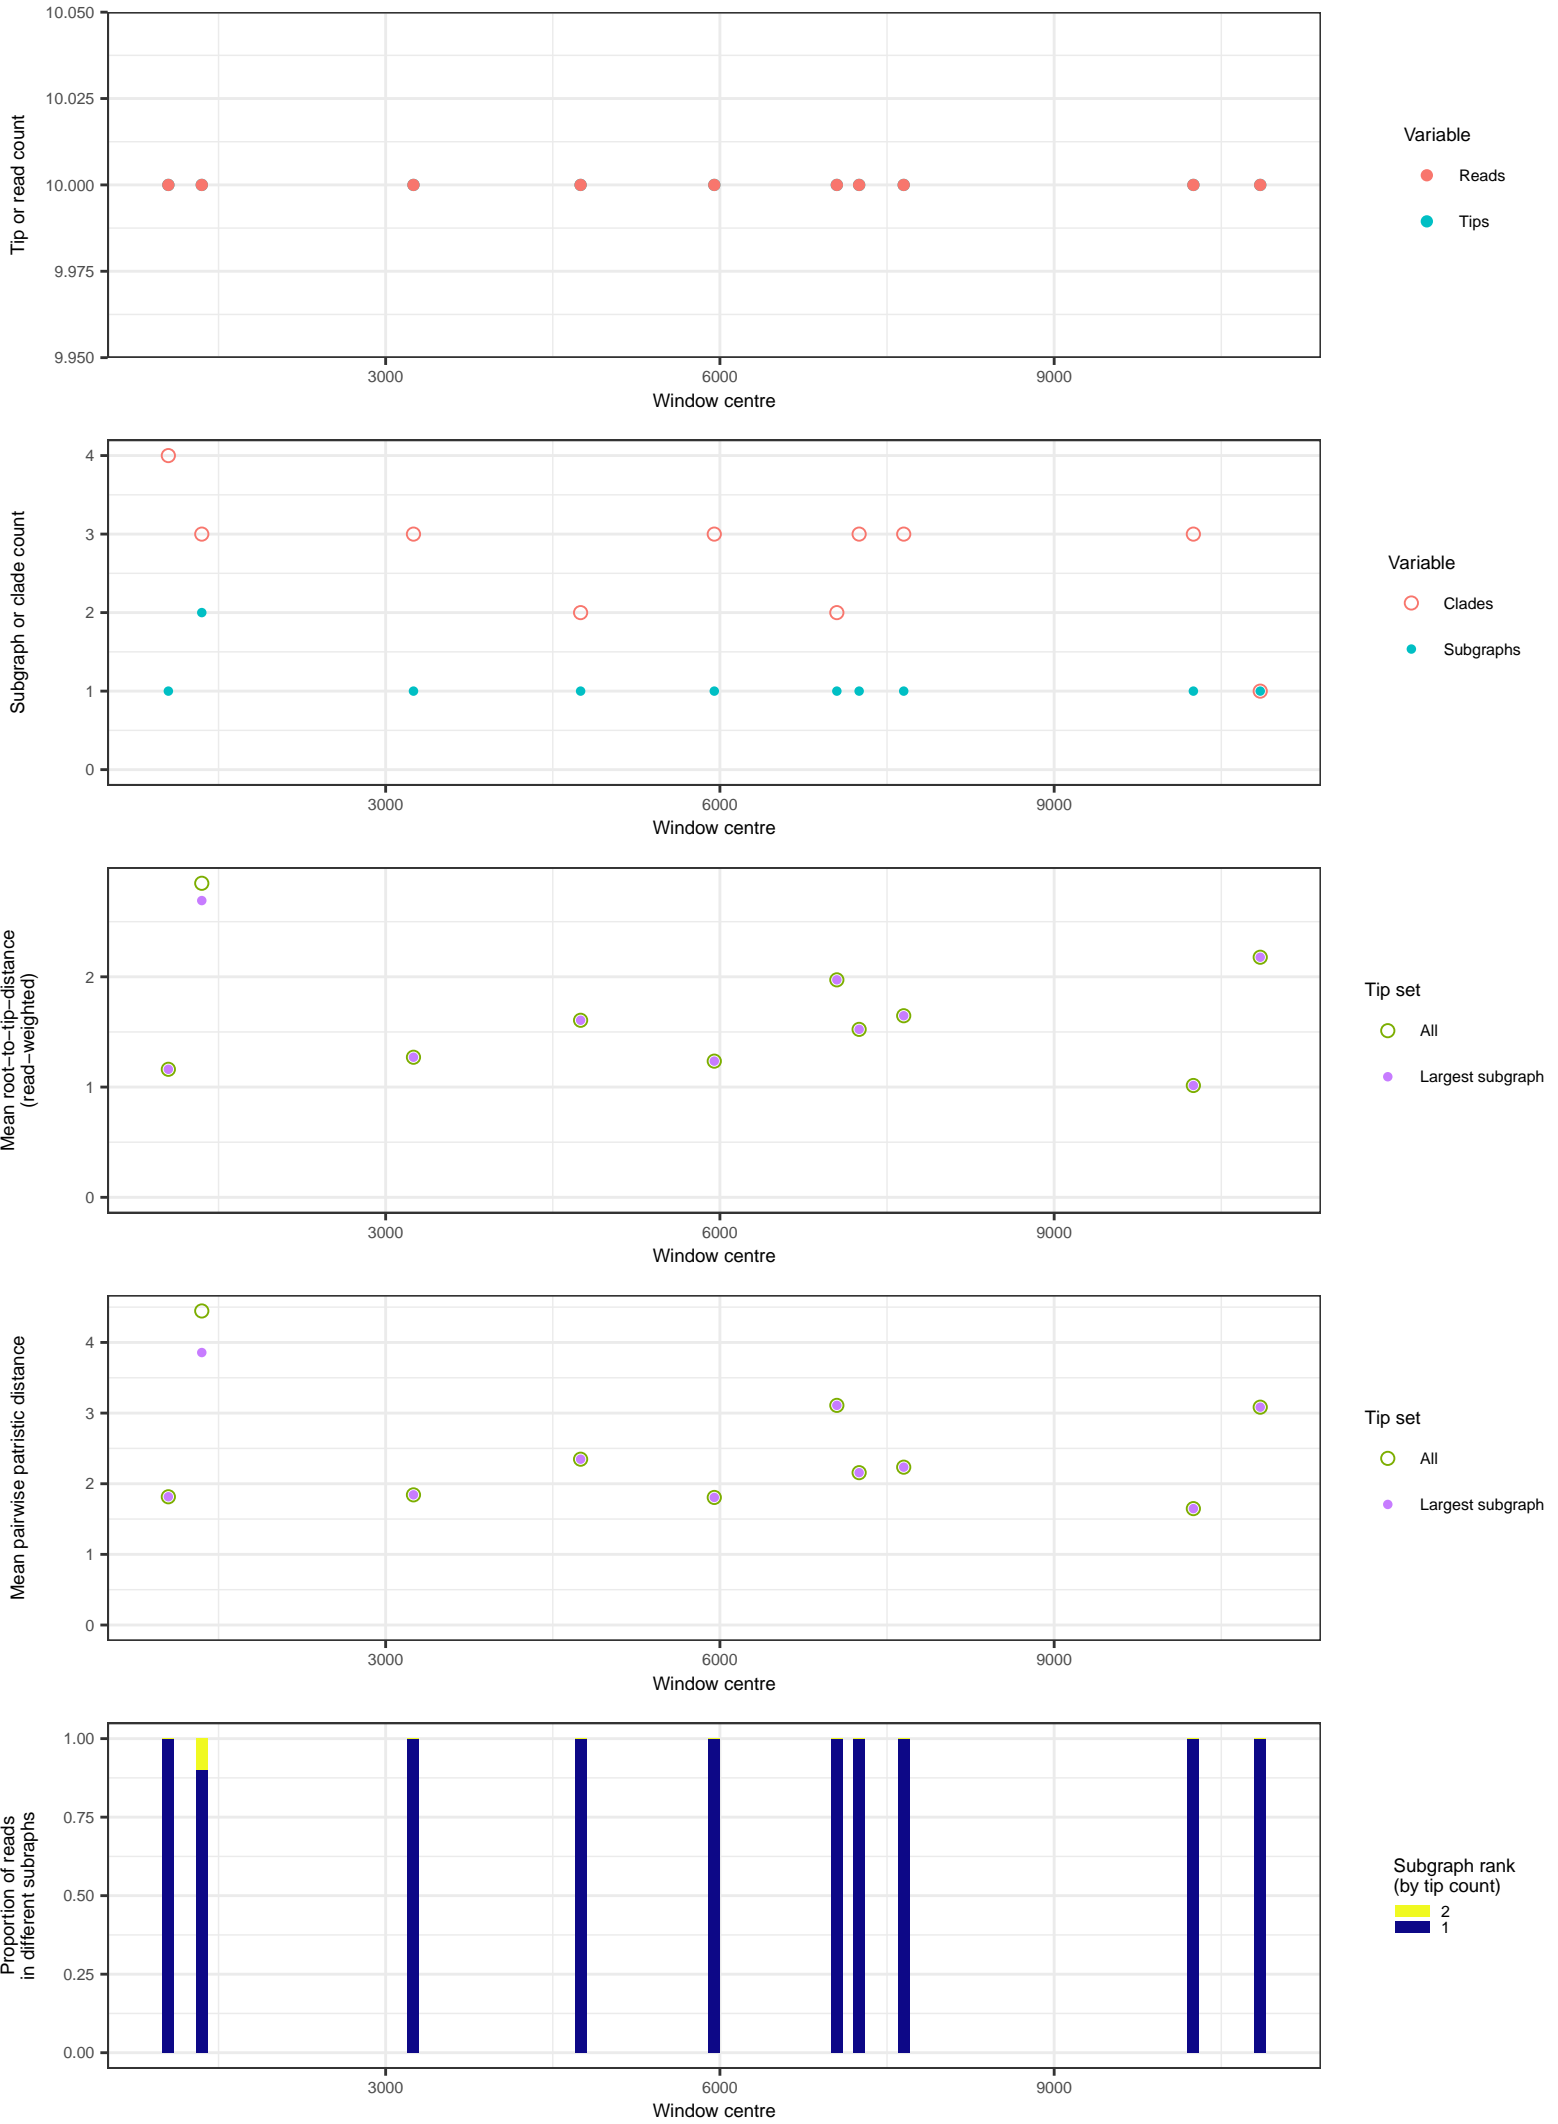 10.050
10.025
10.000
9.975
9.950
Tip or read count
3000 6000 9000
Window centre
Variable
Reads
Tips
4
3
2
1
0
Subgraph or clade count
3000 6000 9000
Window centre
Variable
Clades
Subgraphs
2
1
0
Mean root−to−tip−distance
(read−weighted)
3000 6000 9000
Window centre
Tip set
All
Largest subgraph
4
3
2
1
0
Mean pairwise patristic distance
3000 6000 9000
Window centre
Tip set
All
Largest subgraph
1.00
0.75
0.50
0.25
0.00
Proportion of reads
in different subraphs
3000 6000 9000
Window centre
Subgraph rank
(by tip count)
2
1